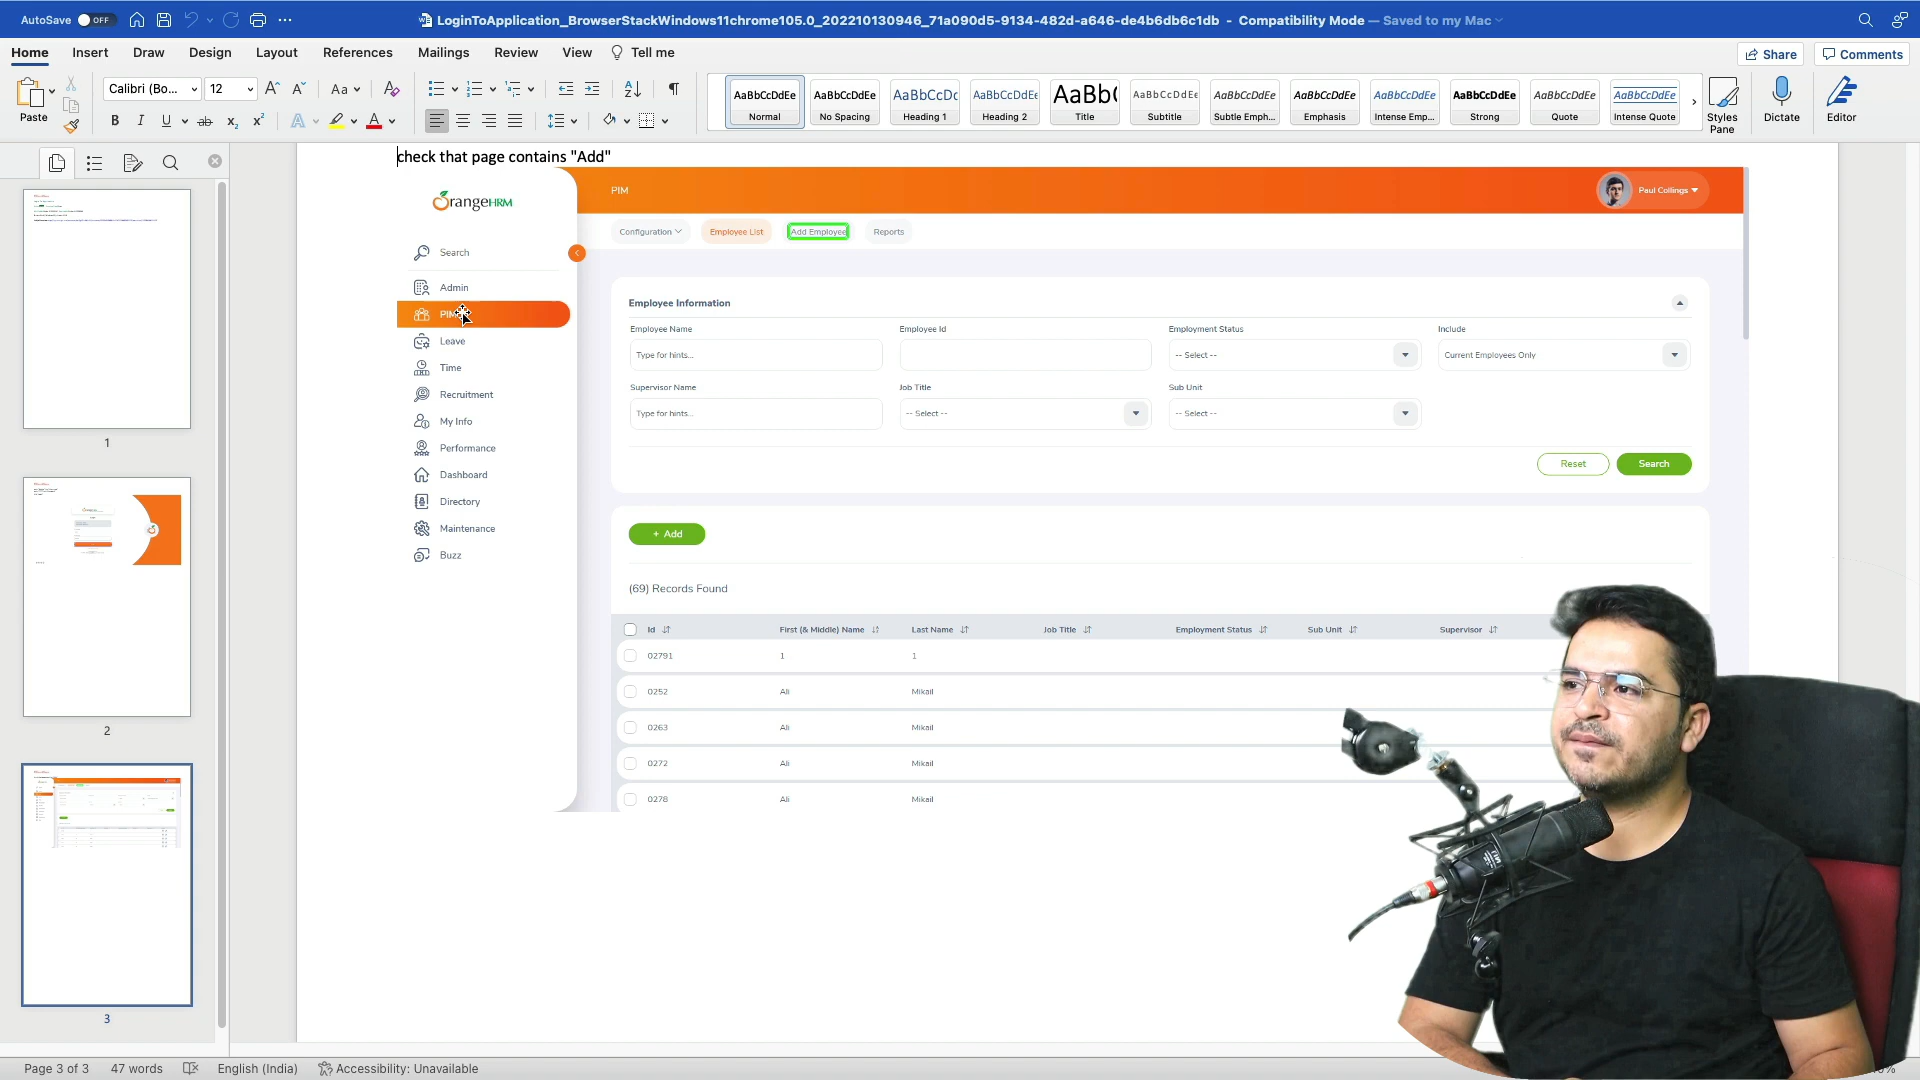 AutoSave OFF LoginToApplication_BrowserStackWindows11chrome105.0_202210130946_71a090d5-9134-482d-a646-de4b6db6c1db - Compatibility Mode — Saved to my Mac
Home Insert Draw Design Layout References Mailings Review View Tell me Share Comments
Paste Calibri (Bo... 12 Aa
B I U ab x₂ x² A A
AaBbCcDdEe AaBbCcDdEe AaBbCcDc AaBbCcDdEe AaBb( AaBbCcDdEe AaBbCcDdEe AaBbCcDdEe AaBbCcDdEe AaBbCcDdEe AaBbCcDdEe AaBbCcDdEe
Normal No Spacing Heading 1 Heading 2 Title Subtitle Subtle Emph... Emphasis Intense Emp... Strong Quote Intense Quote
Styles Pane Dictate Editor
check that page contains "Add"
OrangeHRM
PIM Paul Collings
Configuration Employee List Add Employee Reports
Search
Admin
PIM
Leave
Time
Recruitment
My Info
Performance
Dashboard
Directory
Maintenance
Buzz
Employee Information
Employee Name Employee Id Employment Status Include
Type for hints... -- Select -- Current Employees Only
Supervisor Name Job Title Sub Unit
Type for hints... -- Select -- -- Select --
Reset Search
+ Add
(69) Records Found
Id First (& Middle) Name Last Name Job Title Employment Status Sub Unit Supervisor
02791 1 1
0252 Ali Mikail
0263 Ali Mikail
0272 Ali Mikail
0278 Ali Mikail
1
2
3
Page 3 of 3 47 words English (India) Accessibility: Unavailable